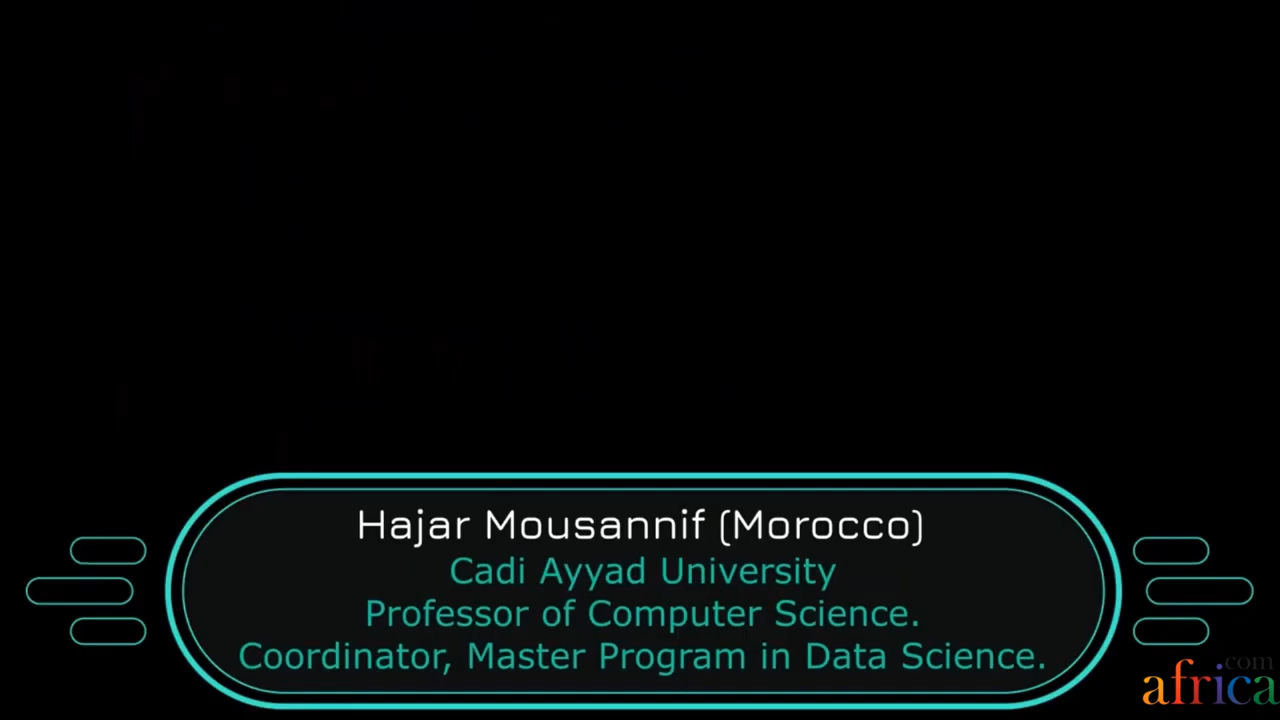 Hajar Mousannif (Morocco)
Cadi Ayyad University
Professor of Computer Science.
Coordinator, Master Program in Data Science.
.com
africa